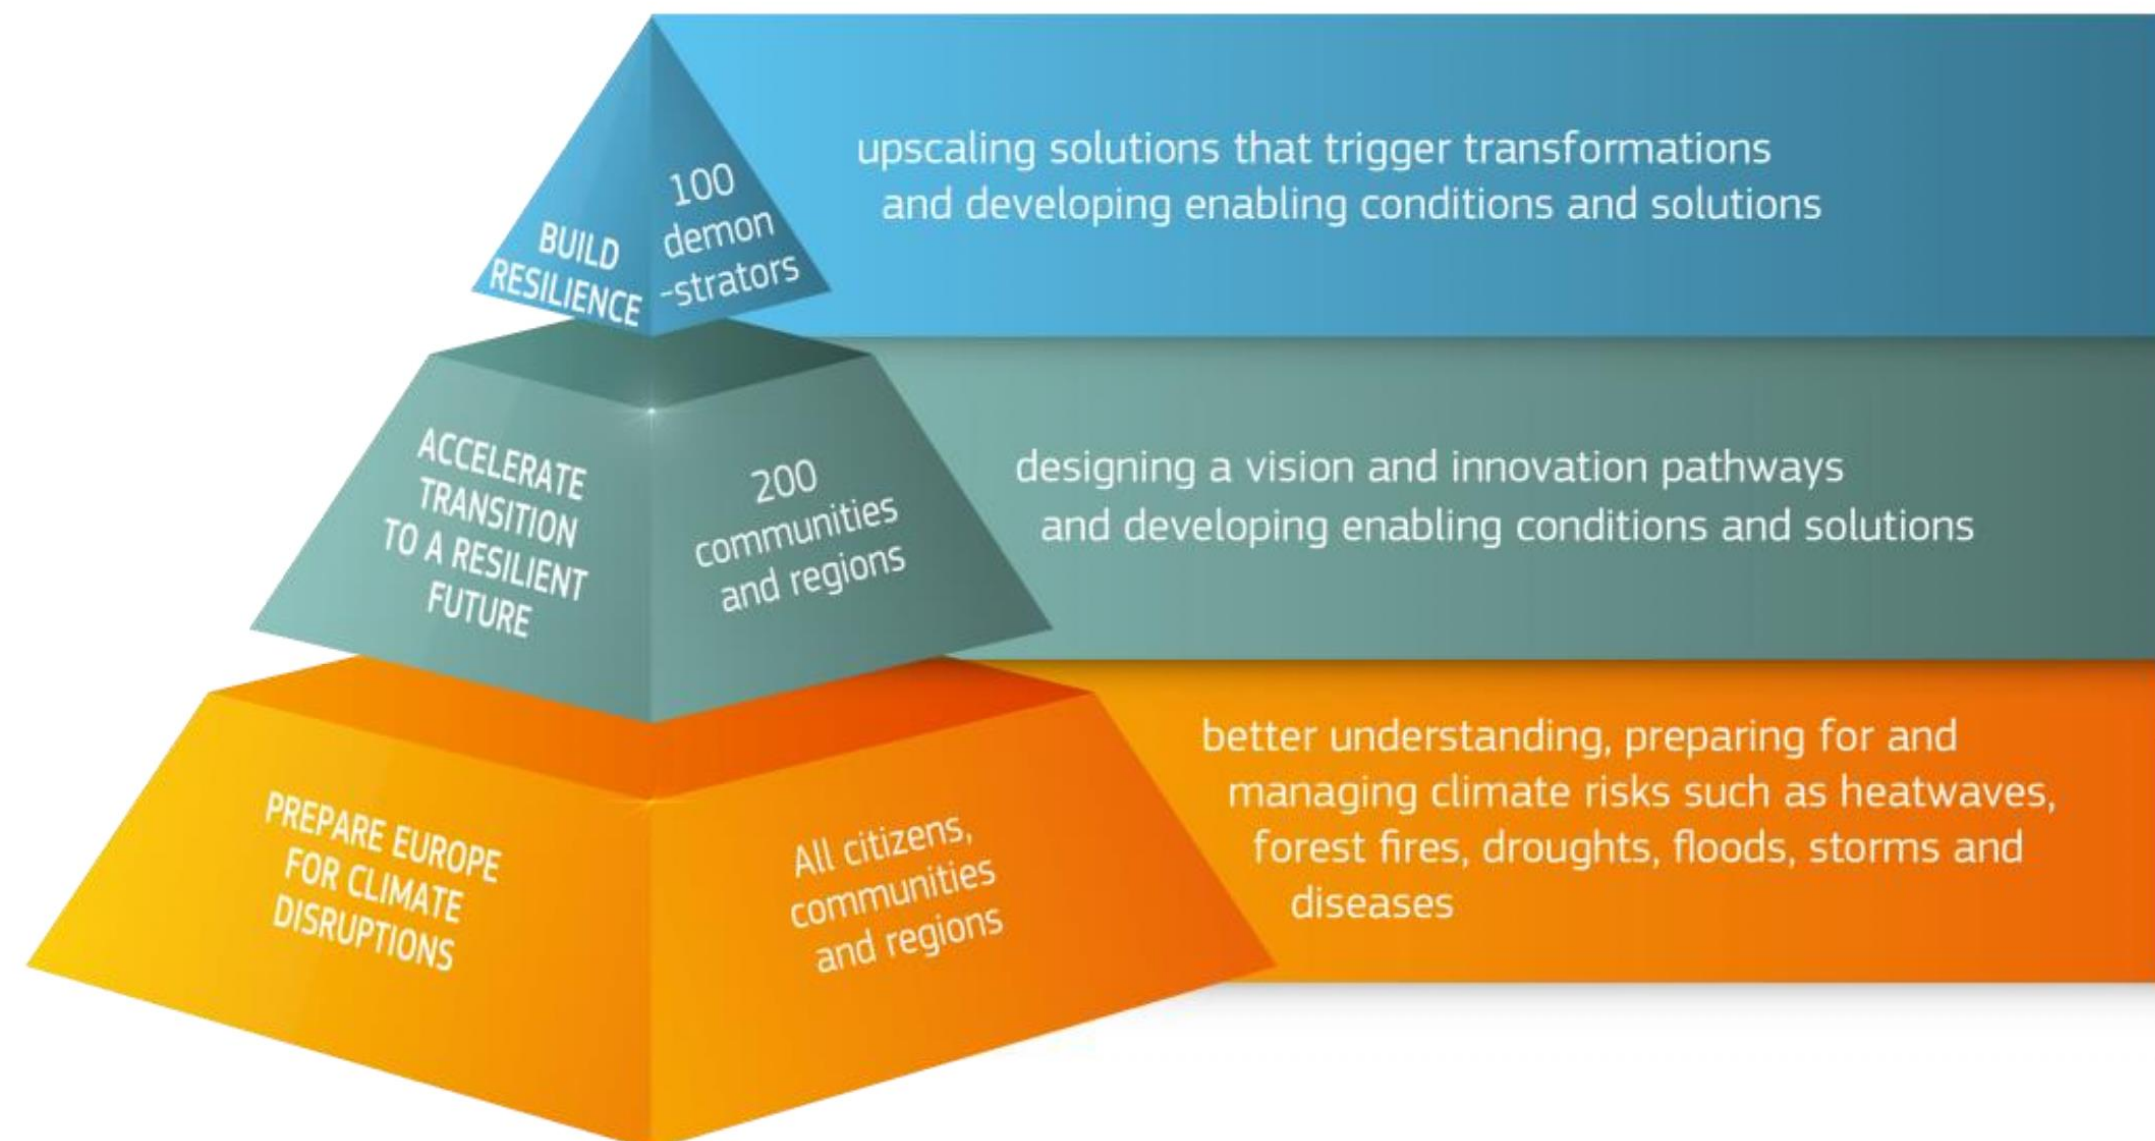 BUILD
RESILIENCE
100
demon
-strators
upscaling solutions that trigger transformations
and developing enabling conditions and solutions
ACCELERATE
TRANSITION
TO A RESILIENT
FUTURE
200
communities
and regions
designing a vision and innovation pathways
and developing enabling conditions and solutions
PREPARE EUROPE
FOR CLIMATE
DISRUPTIONS
All citizens,
communities
and regions
better understanding, preparing for and
managing climate risks such as heatwaves,
forest fires, droughts, floods, storms and
diseases